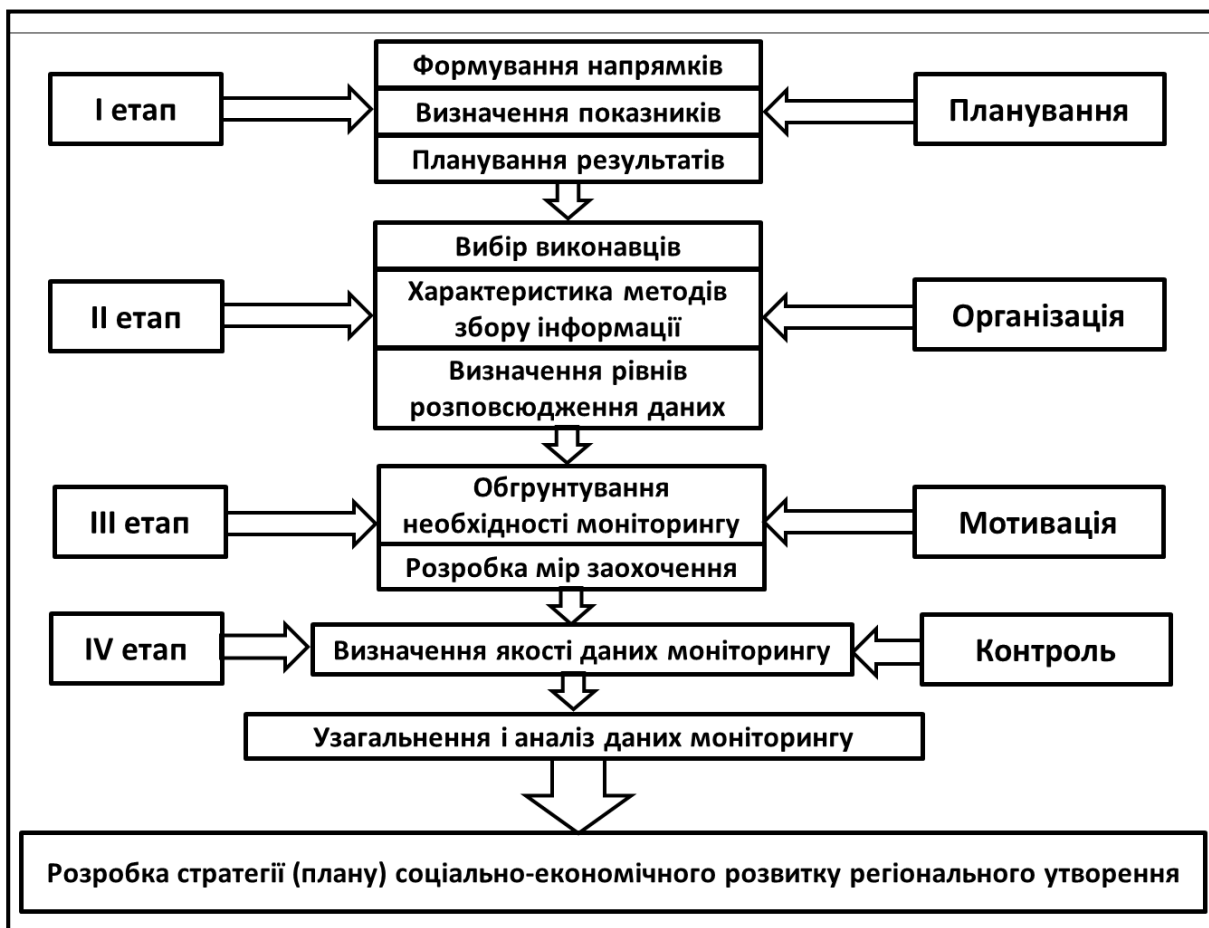 Формування напрямків
І етап
Визначення показників
Планування
Планування результатів
Вибір виконавців
ІІ етап
Характеристика методів
збору інформації
Організація
Визначення рівнів
розповсюдження даних
ІІІ етап
Обгрунтування
необхідності моніторингу
Мотивація
Розробка мір заохочення
IV етап
Визначення якості даних моніторингу
Контроль
Узагальнення і аналіз даних моніторингу
Розробка стратегії (плану) соціально-економічного розвитку регіонального утворення